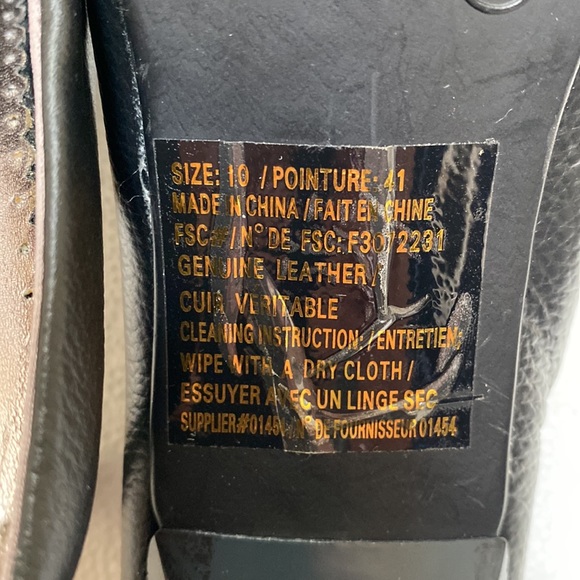 SIZE: 10 / POINTURE: 41
MADE IN CHINA / FAIT EN CHINE
FSC# / N° DE FSC: F3072231
GENUINE LEATHER /
CUIR VERITABLE
CLEANING INSTRUCTION: / ENTRETIEN:
WIPE WITH A DRY CLOTH /
ESSUYER AVEC UN LINGE SEC
SUPPLIER#01454 N° DE FOURNISSEUR 01454